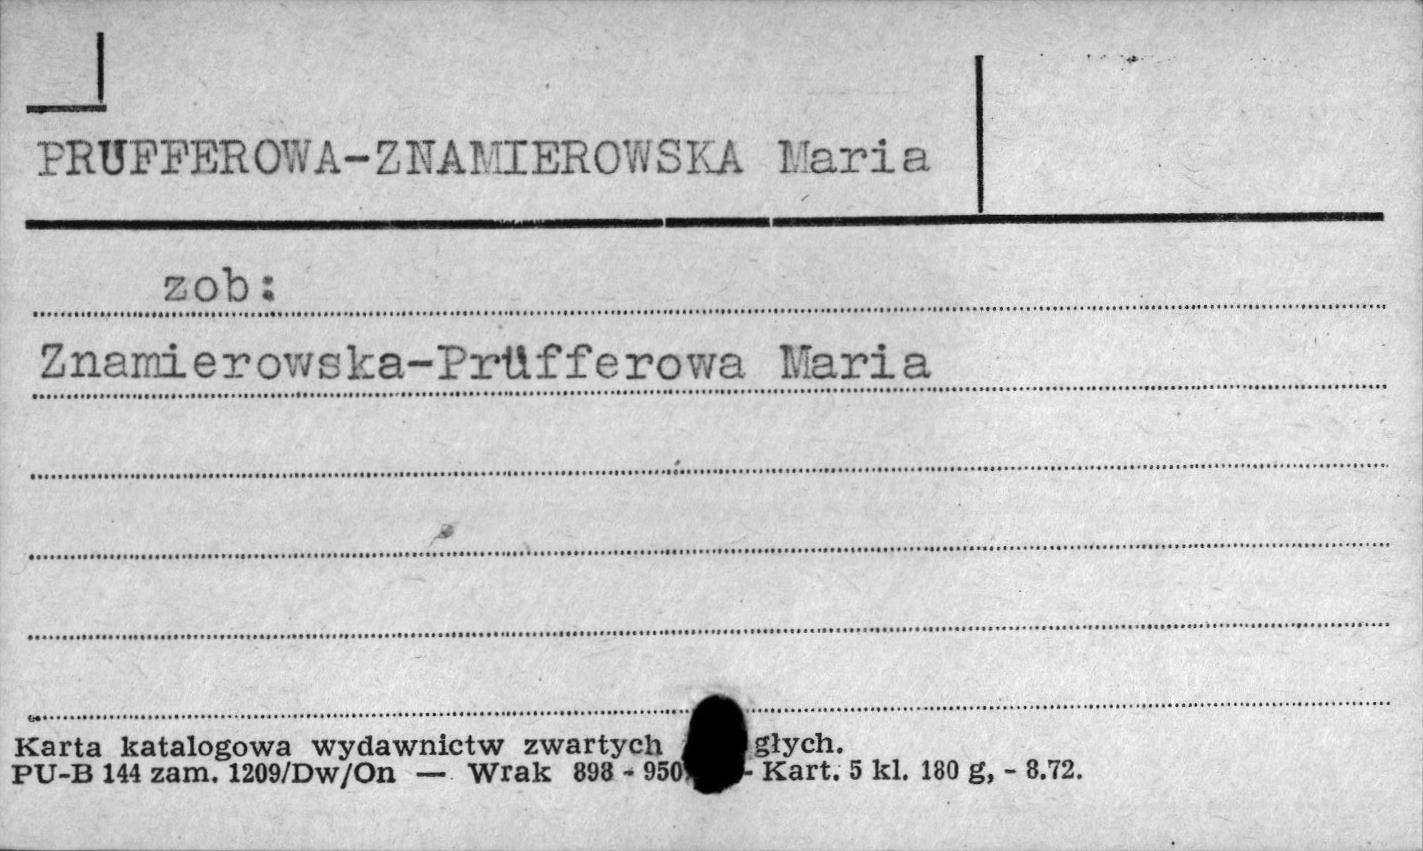 PRUFFEROWA-ZNAMIEROWSKA Maria
zob:
Znamierowska-Prüfferowa Maria
Karta katalogowa wydawnictw zwartych głych.
PU-B 144 zam. 1209/Dw/On — Wrak 898 - 950 - Kart. 5 kl. 180 g, - 8.72.